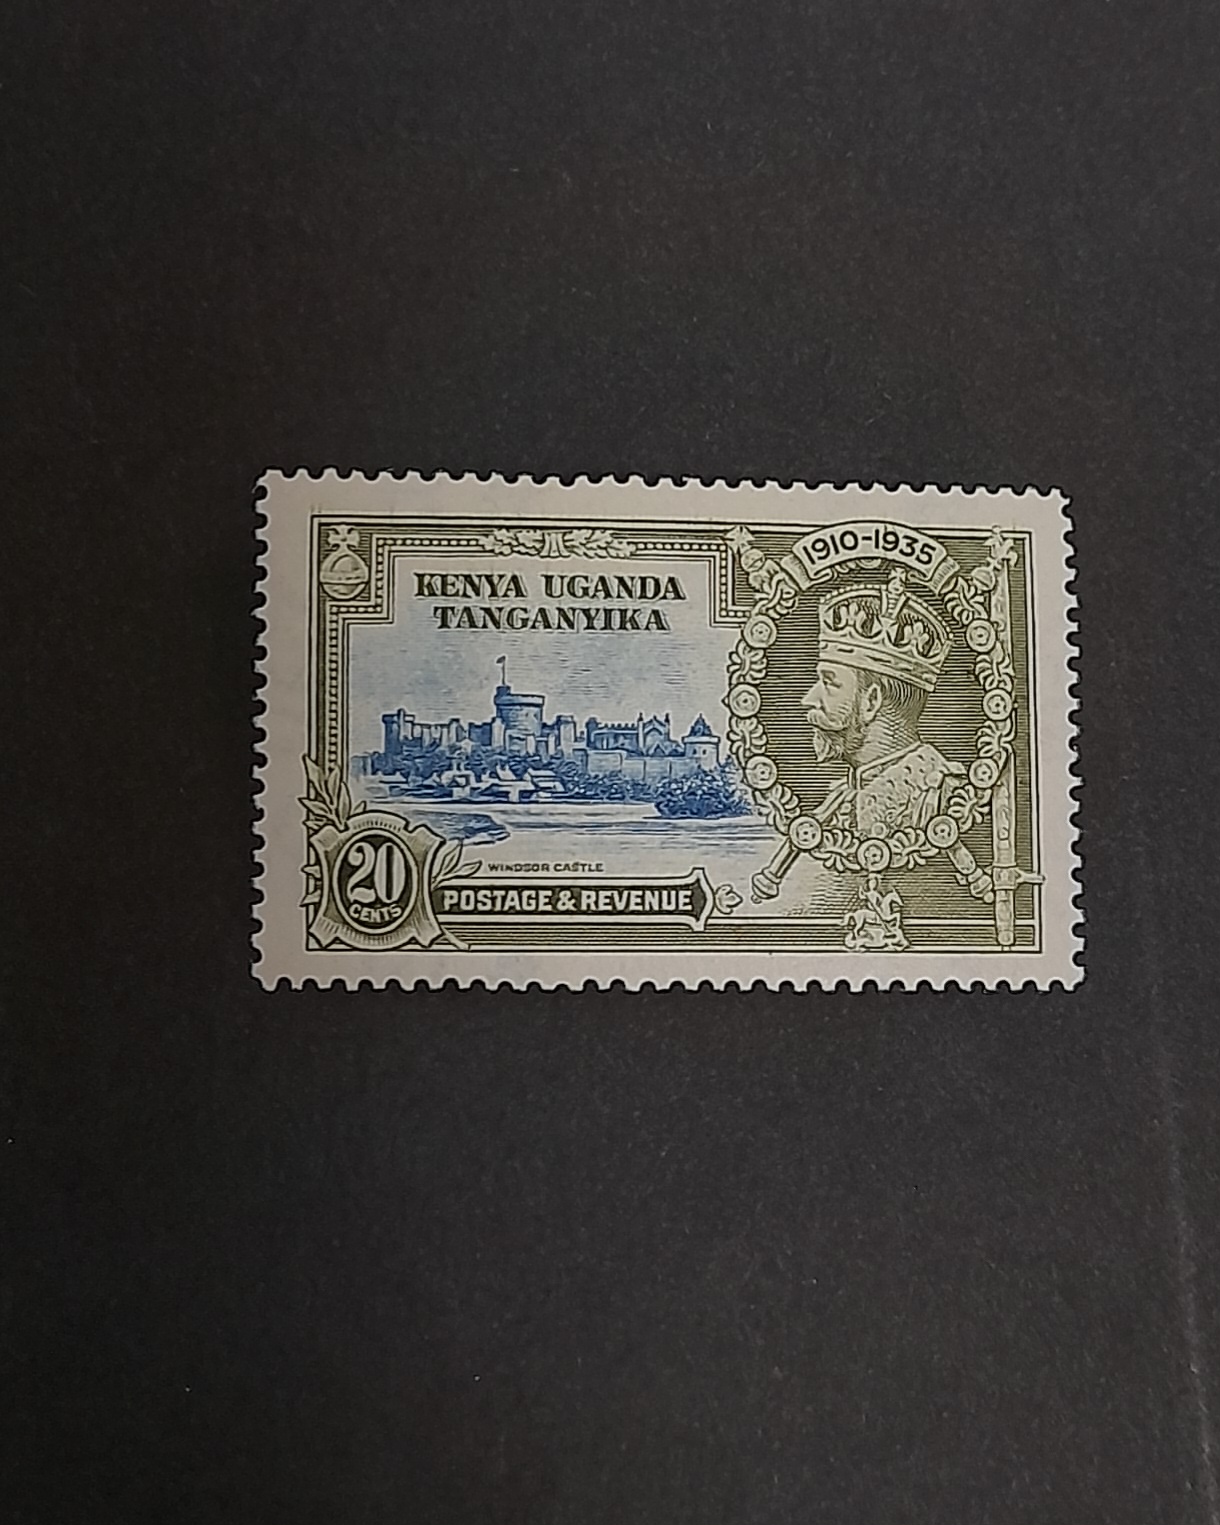 1910-1935
KENYA UGANDA
TANGANYIKA
WINDSOR CASTLE
20
CENTS
POSTAGE & REVENUE